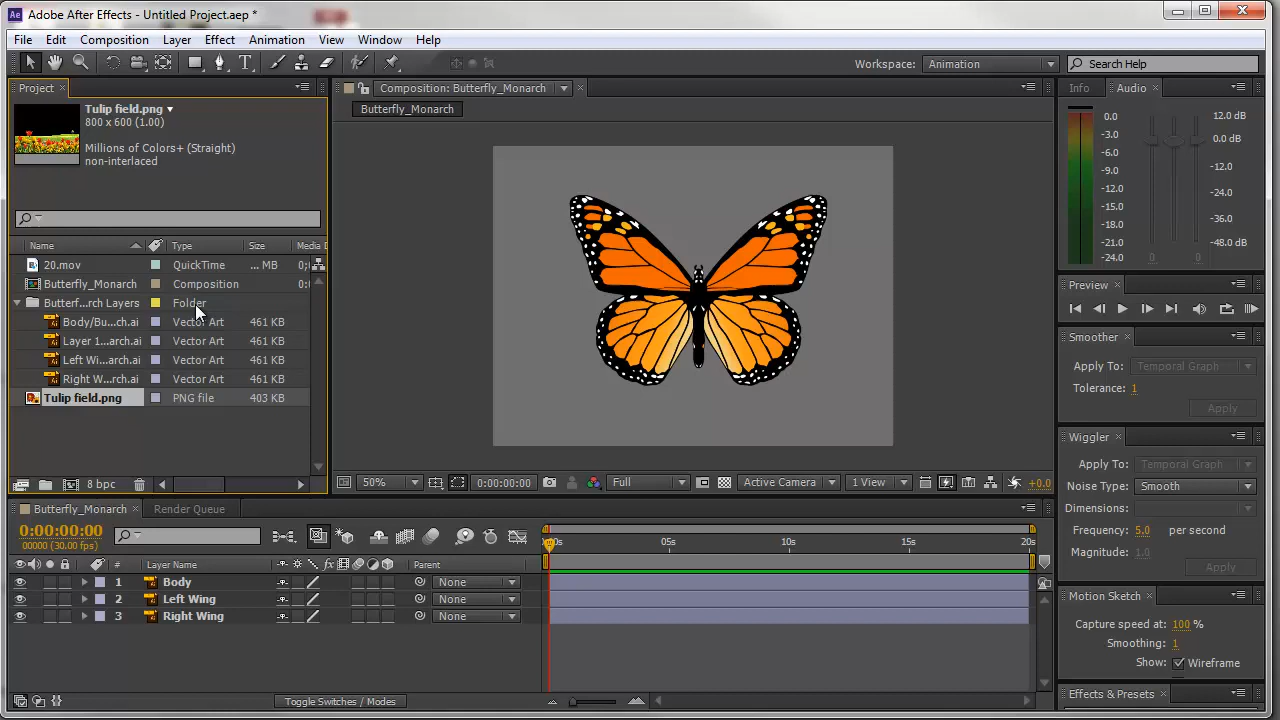 Ae Adobe After Effects - Untitled Project.aep *
File Edit Composition Layer Effect Animation View Window Help
Workspace: Animation Search Help
Project
Composition: Butterfly_Monarch
Info Audio
Tulip field.png
800 x 600 (1.00)
Millions of Colors+ (Straight)
non-interlaced
Butterfly_Monarch
0.0 12.0 dB
-3.0 0.0 dB
-6.0
-9.0 -12.0
-12.0
-15.0 -24.0
-18.0 -36.0
-21.0
-24.0 -48.0 dB
0 0
Name Type Size Media D
20.mov QuickTime ... MB 0;
Butterfly_Monarch Composition 0:
Butterf...rch Layers Folder
Body/Bu...ch.ai Vector Art 461 KB
Layer 1...arch.ai Vector Art 461 KB
Left Wi...arch.ai Vector Art 461 KB
Right W...rch.ai Vector Art 461 KB
Tulip field.png PNG file 403 KB
8 bpc
50% 0:00:00:00 Full Active Camera 1 View +0.0
Preview
Smoother
Apply To: Temporal Graph
Tolerance: 1
Apply
Wiggler
Apply To: Temporal Graph
Noise Type: Smooth
Dimensions:
Frequency: 5.0 per second
Magnitude: 1.0
Apply
Motion Sketch
Capture speed at: 100 %
Smoothing: 1
Show: Wireframe
Effects & Presets
Butterfly_Monarch Render Queue
0:00:00:00
00000 (30.00 fps)
00s 05s 10s 15s 20s
# Layer Name fx Parent
1 Body None
2 Left Wing None
3 Right Wing None
Toggle Switches / Modes